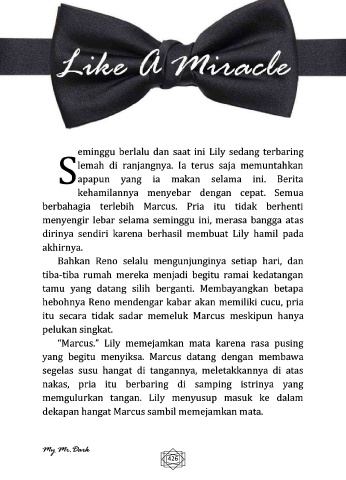 Like A Miracle
Seminggu berlalu dan saat ini Lily sedang terbaring
lemah di ranjangnya. Ia terus saja memuntahkan
apapun yang ia makan selama ini. Berita
kehamilannya menyebar dengan cepat. Semua
berbahagia terlebih Marcus. Pria itu tidak berhenti
menyengir lebar selama seminggu ini, merasa bangga atas
dirinya sendiri karena berhasil membuat Lily hamil pada
akhirnya.
Bahkan Reno selalu mengunjunginya setiap hari, dan
tiba-tiba rumah mereka menjadi begitu ramai kedatangan
tamu yang datang silih berganti. Membayangkan betapa
hebohnya Reno mendengar kabar akan memiliki cucu, pria
itu secara tidak sadar memeluk Marcus meskipun hanya
pelukan singkat.
“Marcus.” Lily memejamkan mata karena rasa pusing
yang begitu menyiksa. Marcus datang dengan membawa
segelas susu hangat di tangannya, meletakkannya di atas
nakas, pria itu berbaring di samping istrinya yang
mengulurkan tangan. Lily menyusup masuk ke dalam
dekapan hangat Marcus sambil memejamkan mata.
My Mr. Dark
426